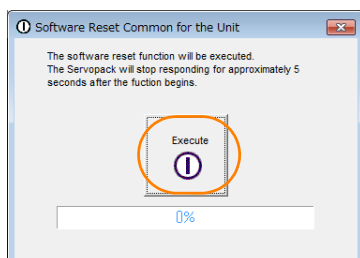 Software Reset Common for the Unit
The software reset function will be executed.
The Servopack will stop responding for approximately 5
seconds after the fuction begins.
Execute
0%